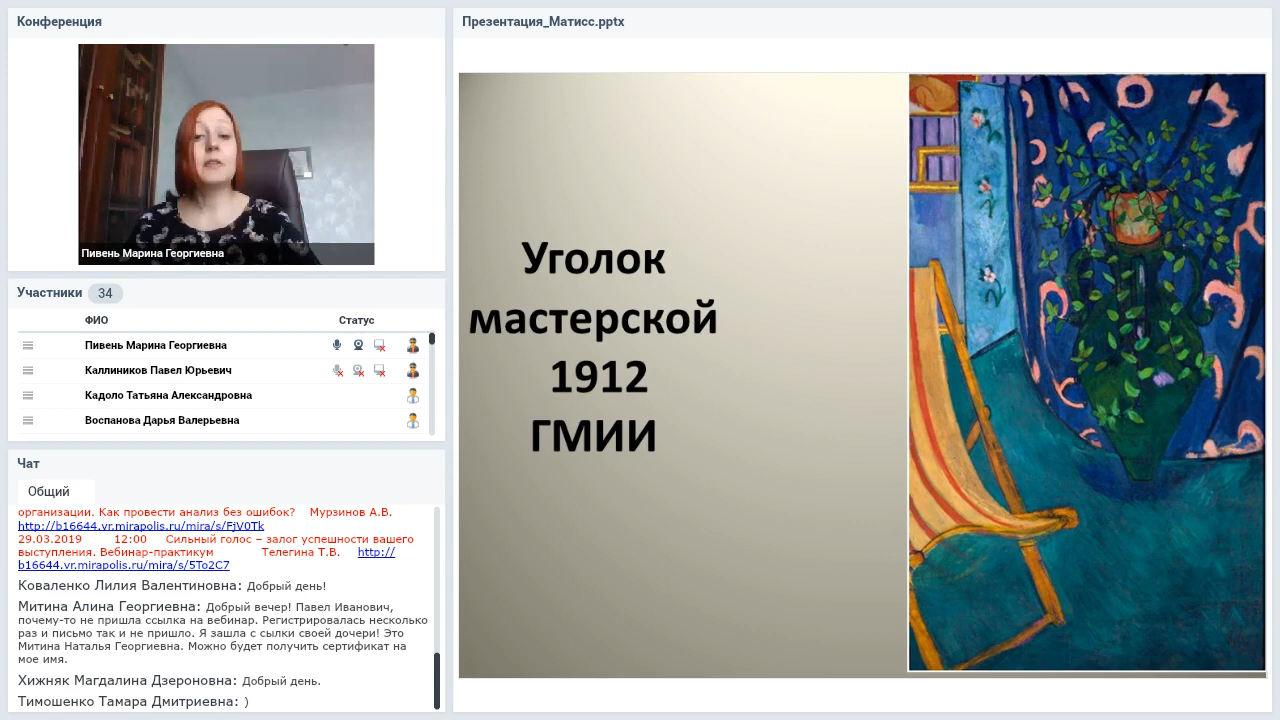 Конференция
Пивень Марина Георгиевна
Участники 34
ФИО Статус
Пивень Марина Георгиевна
Каллиников Павел Юрьевич
Кадоло Татьяна Александровна
Воспанова Дарья Валерьевна
Чат
Общий
организации. Как провести анализ без ошибок? Мурзинов А.В.
http://b16644.vr.mirapolis.ru/mira/s/FjV0Tk
29.03.2019 12:00 Сильный голос – залог успешности вашего
выступления. Вебинар-практикум Телегина Т.В. http://
b16644.vr.mirapolis.ru/mira/s/5To2C7
Коваленко Лилия Валентиновна: Добрый день!
Митина Алина Георгиевна: Добрый вечер! Павел Иванович,
почему-то не пришла ссылка на вебинар. Регистрировалась несколько
раз и письмо так и не пришло. Я зашла с сылки своей дочери! Это
Митина Наталья Георгиевна. Можно будет получить сертификат на
мое имя.
Хижняк Магдалина Дзероновна: Добрый день.
Тимошенко Тамара Дмитриевна: )
Презентация_Матисс.pptx
Уголок
мастерской
1912
ГМИИ